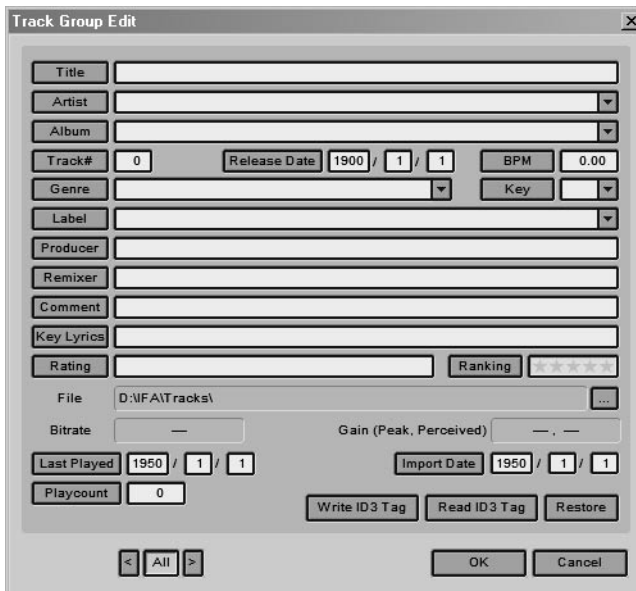 Track Group Edit
Title
Artist
Album
Track# 0 Release Date 1900 / 1 / 1 BPM 0.00
Genre Key
Label
Producer
Remixer
Comment
Key Lyrics
Rating Ranking
File D:\IFA\Tracks\ ...
Bitrate — Gain (Peak, Perceived) — . —
Last Played 1950 / 1 / 1 Import Date 1950 / 1 / 1
Playcount 0
Write ID3 Tag Read ID3 Tag Restore
< All > OK Cancel